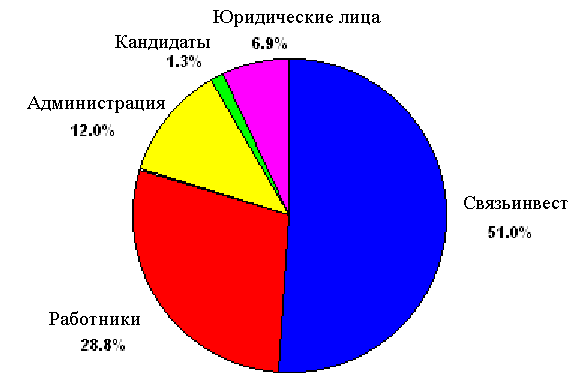 Юридические лица
6.9%
Кандидаты
1.3%
Администрация
12.0%
Связьинвест
51.0%
Работники
28.8%